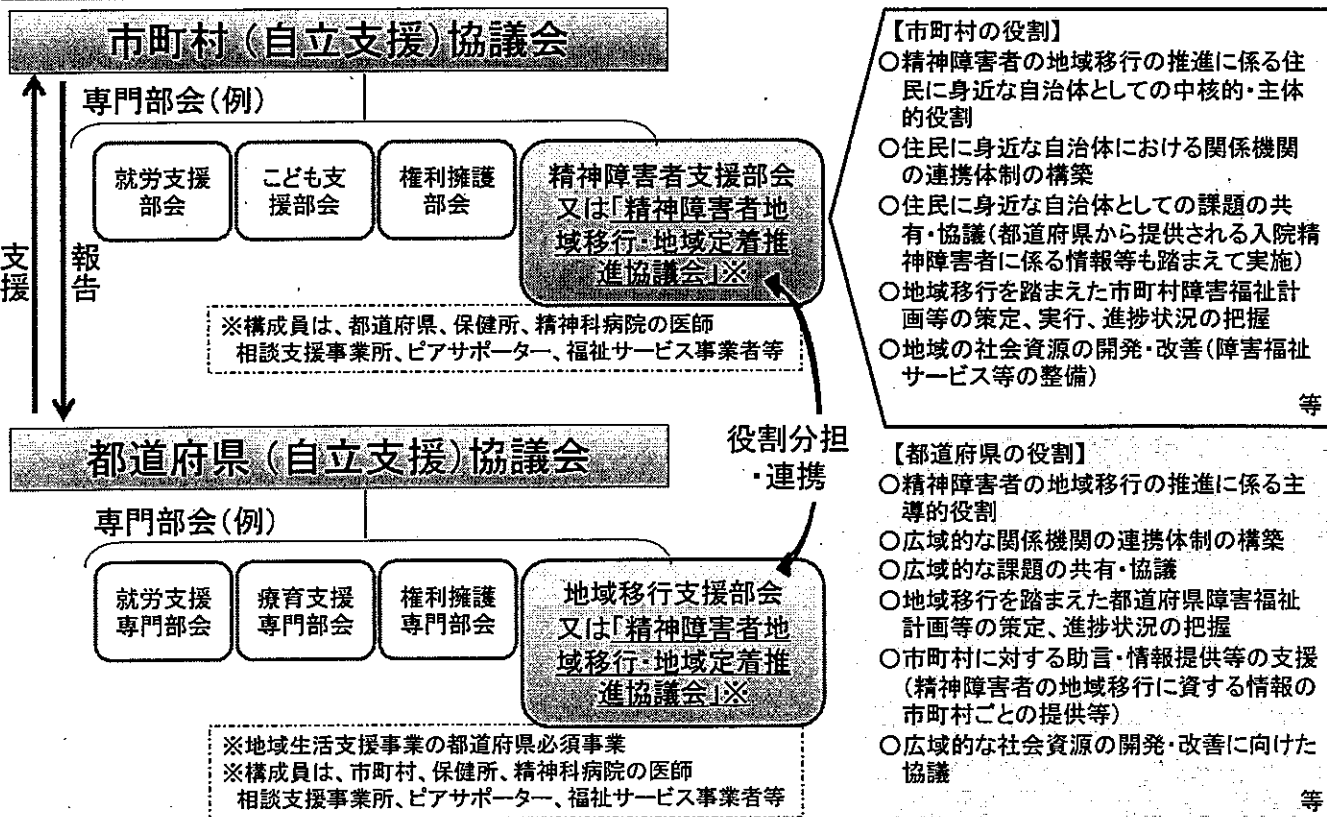 市町村（自立支援）協議会
支援
報告
専門部会（例）
就労支援
部会
こども支
援部会
権利擁護
部会
精神障害者支援部会
又は「精神障害者地
域移行・地域定着推
進協議会」※
※構成員は、都道府県、保健所、精神科病院の医師
相談支援事業所、ピアサポーター、福祉サービス事業者等
役割分担
・連携
都道府県（自立支援）協議会
専門部会（例）
就労支援
専門部会
療育支援
専門部会
権利擁護
専門部会
地域移行支援部会
又は「精神障害者地
域移行・地域定着推
進協議会」※
※地域生活支援事業の都道府県必須事業
※構成員は、市町村、保健所、精神科病院の医師
相談支援事業所、ピアサポーター、福祉サービス事業者等
【市町村の役割】
○精神障害者の地域移行の推進に係る住
民に身近な自治体としての中核的・主体
的役割
○住民に身近な自治体における関係機関
の連携体制の構築
○住民に身近な自治体としての課題の共
有・協議（都道府県から提供される入院精
神障害者に係る情報等も踏まえて実施）
○地域移行を踏まえた市町村障害福祉計
画等の策定、実行、進捗状況の把握
○地域の社会資源の開発・改善（障害福祉
サービス等の整備）
等
【都道府県の役割】
○精神障害者の地域移行の推進に係る主
導的役割
○広域的な関係機関の連携体制の構築
○広域的な課題の共有・協議
○地域移行を踏まえた都道府県障害福祉
計画等の策定、進捗状況の把握
○市町村に対する助言・情報提供等の支援
（精神障害者の地域移行に資する情報の
市町村ごとの提供等）
○広域的な社会資源の開発・改善に向けた
協議
等